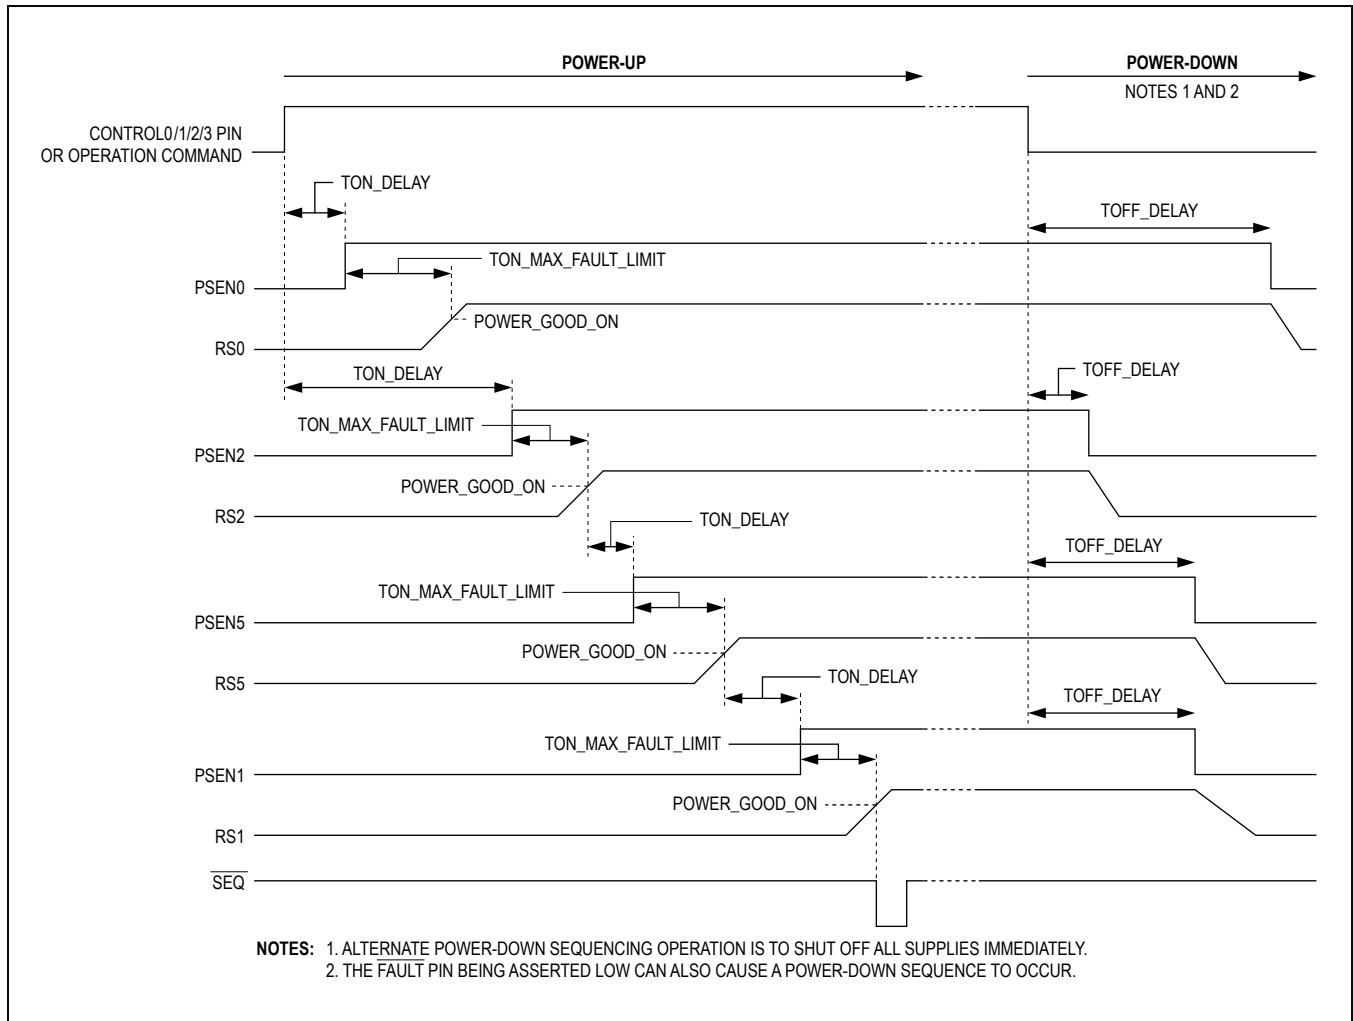 POWER-UP
POWER-DOWN
NOTES 1 AND 2
CONTROL0/1/2/3 PIN
OR OPERATION COMMAND
TON_DELAY
TOFF_DELAY
TON_MAX_FAULT_LIMIT
PSEN0
POWER_GOOD_ON
RS0
TON_DELAY
TOFF_DELAY
TON_MAX_FAULT_LIMIT
PSEN2
POWER_GOOD_ON
RS2
TON_DELAY
TOFF_DELAY
TON_MAX_FAULT_LIMIT
PSEN5
POWER_GOOD_ON
RS5
TON_DELAY
TOFF_DELAY
TON_MAX_FAULT_LIMIT
PSEN1
POWER_GOOD_ON
RS1
SEQ
NOTES: 1. ALTERNATE POWER-DOWN SEQUENCING OPERATION IS TO SHUT OFF ALL SUPPLIES IMMEDIATELY.
2. THE FAULT PIN BEING ASSERTED LOW CAN ALSO CAUSE A POWER-DOWN SEQUENCE TO OCCUR.